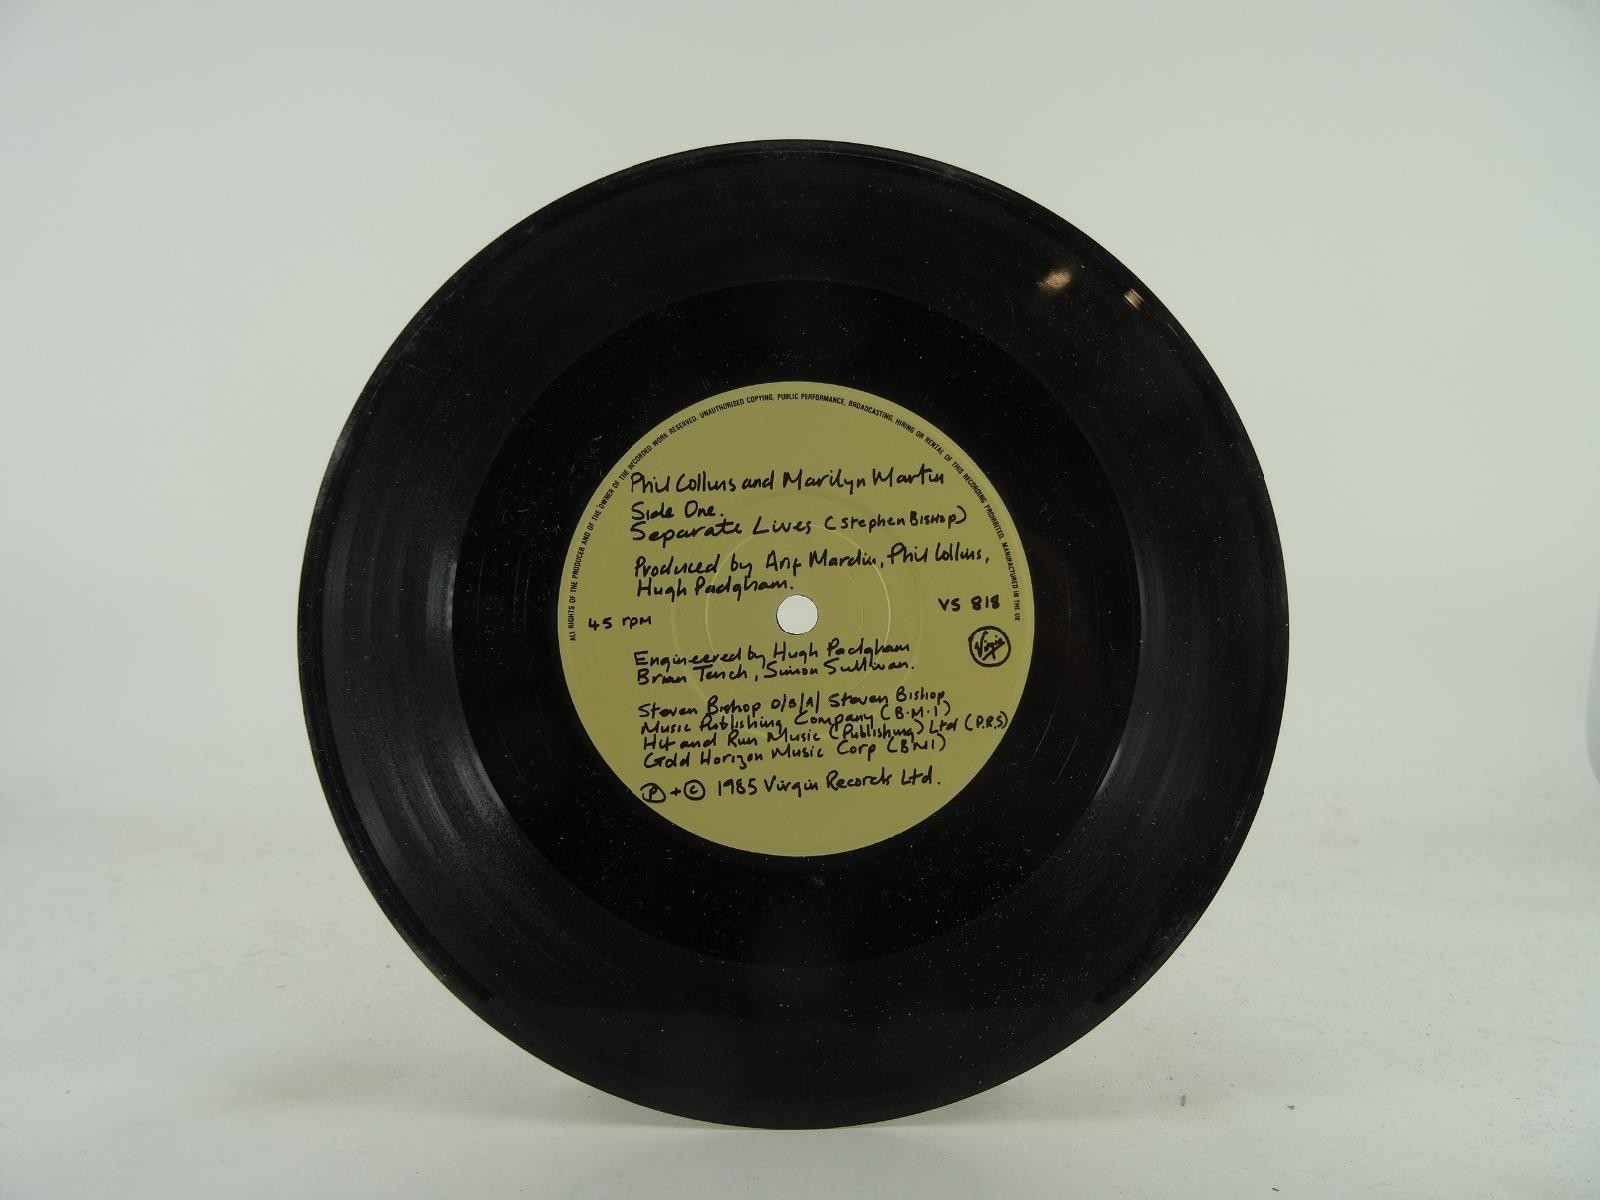 ALL RIGHTS OF THE PRODUCER AND OF THE OWNER OF THE RECORDED WORK RESERVED. UNAUTHORISED COPYING, PUBLIC PERFORMANCE, BROADCASTING, HIRING OR RENTAL OF THIS RECORDING PROHIBITED. MANUFACTURED IN THE UK
Phil Collins and Marilyn Martin
Side One.
Separate Lives (Stephen Bishop)
Produced by Arif Mardin, Phil Collins,
Hugh Padgham.
45 rpm
VS 818
Virgin
Engineered by Hugh Padgham
Brian Tench, Simon Sullivan.
Steven Bishop O/B/A/ Steven Bishop
Music Publishing Company (B.M.I)
Hit and Run Music (Publishing) Ltd (P.R.S)
Gold Horizon Music Corp (BMI)
Ⓟ + © 1985 Virgin Records Ltd.